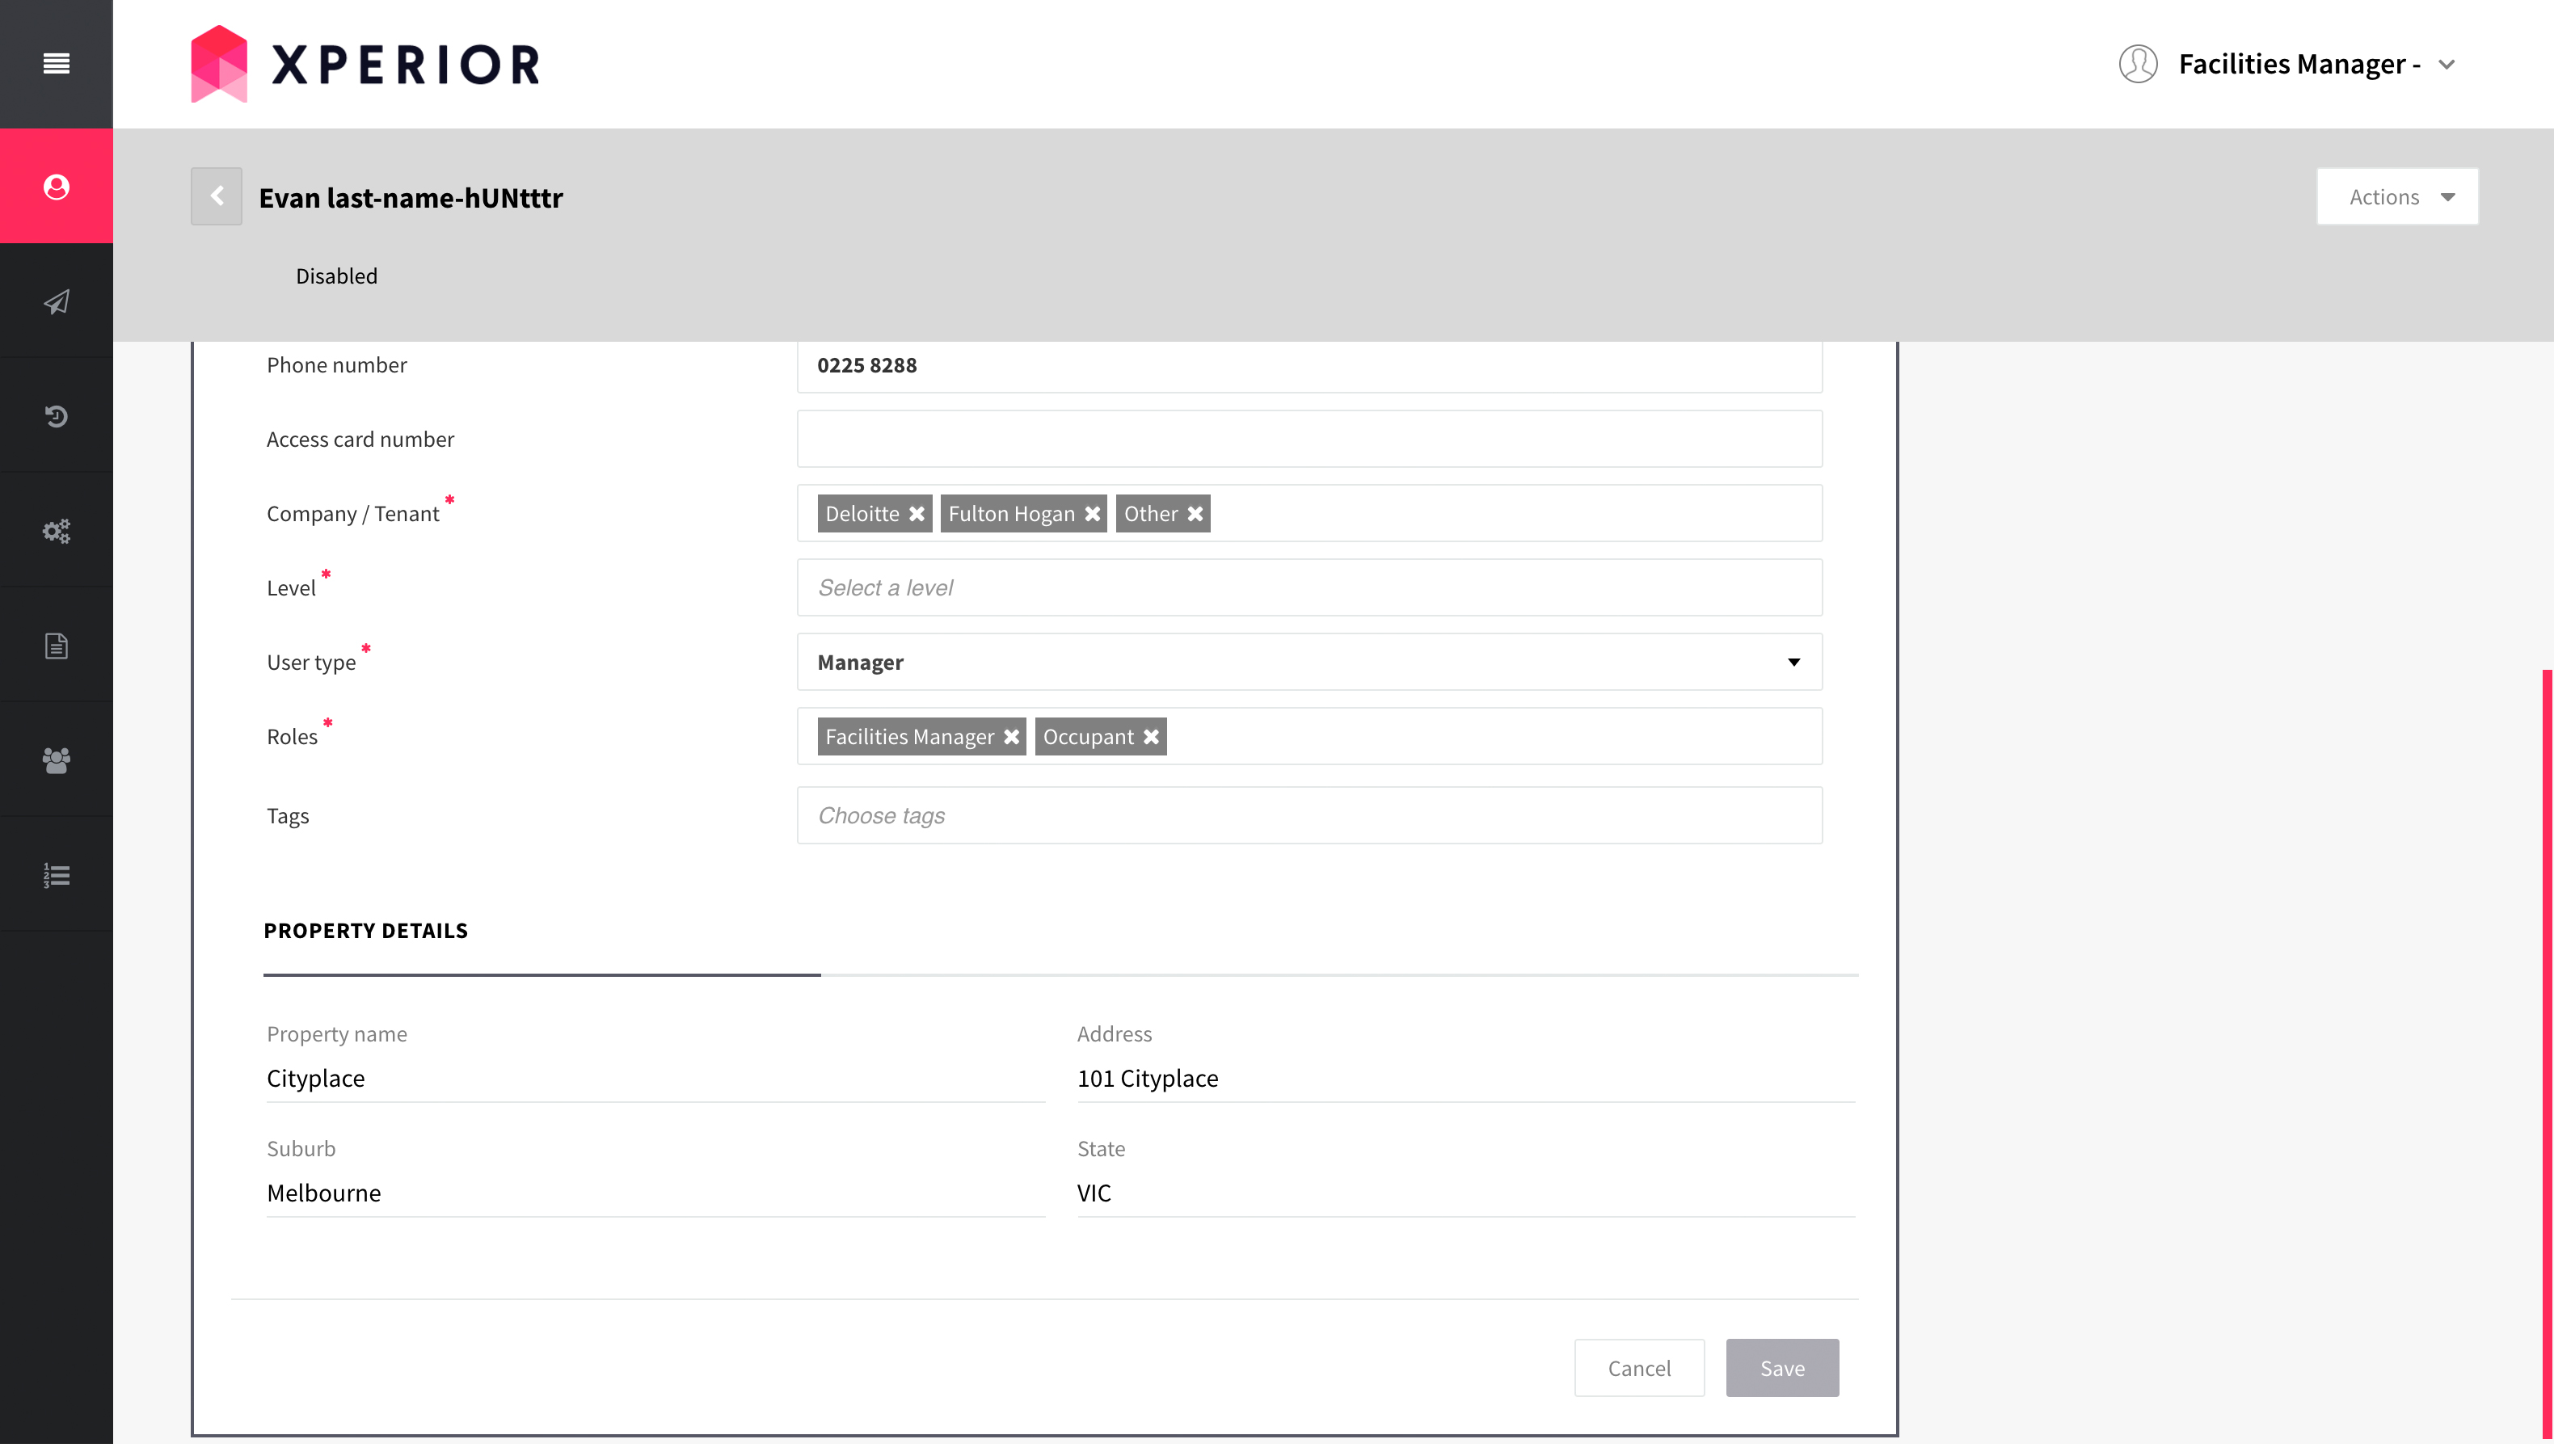 XPERIOR
Facilities Manager -
Evan last-name-hUNtttr
Actions
Disabled
Phone number
0225 8288
Access card number
Company / Tenant *
Deloitte Fulton Hogan Other
Level *
Select a level
User type *
Manager
Roles *
Facilities Manager Occupant
Tags
Choose tags
PROPERTY DETAILS
Property name
Address
Cityplace
101 Cityplace
Suburb
State
Melbourne
VIC
Cancel
Save